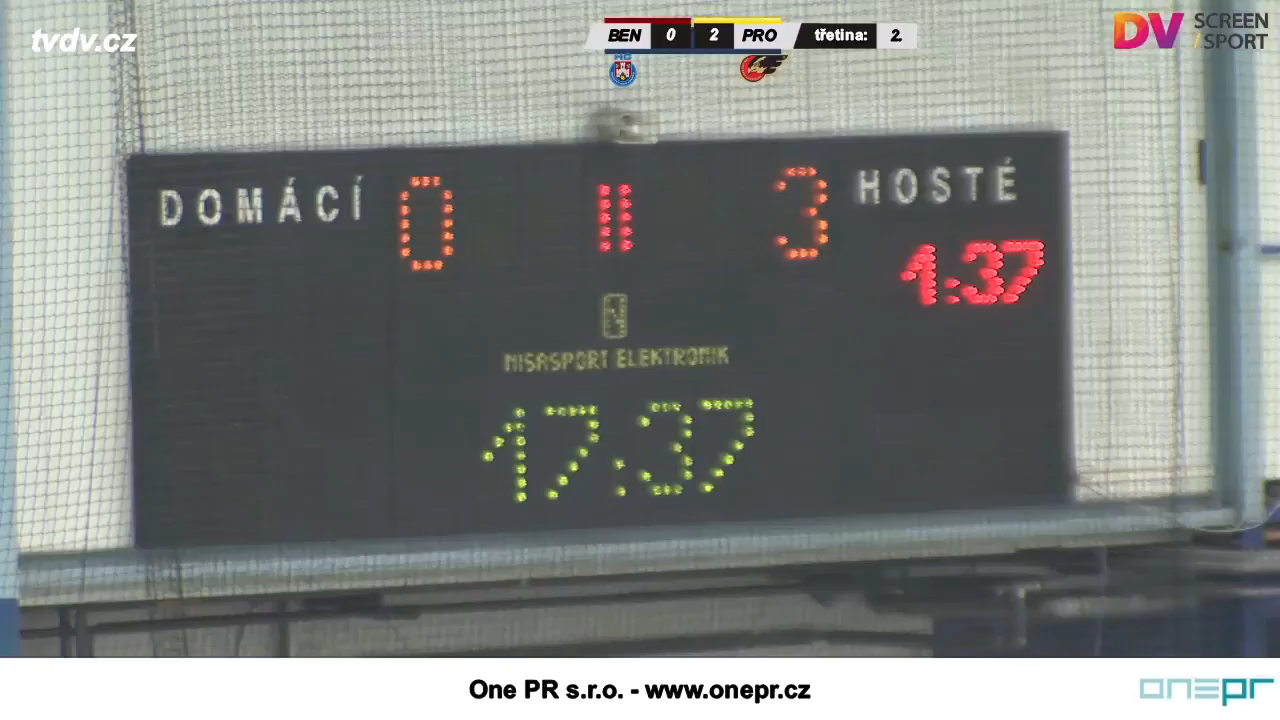 tvdv.cz
BEN 0 2 PRO třetina: 2.
DV SCREEN
/SPORT
DOMÁCÍ 0 II 3 HOSTÉ
1:37
N
NISASPORT ELEKTRONIK
17:37
One PR s.r.o. - www.onepr.cz
onepr